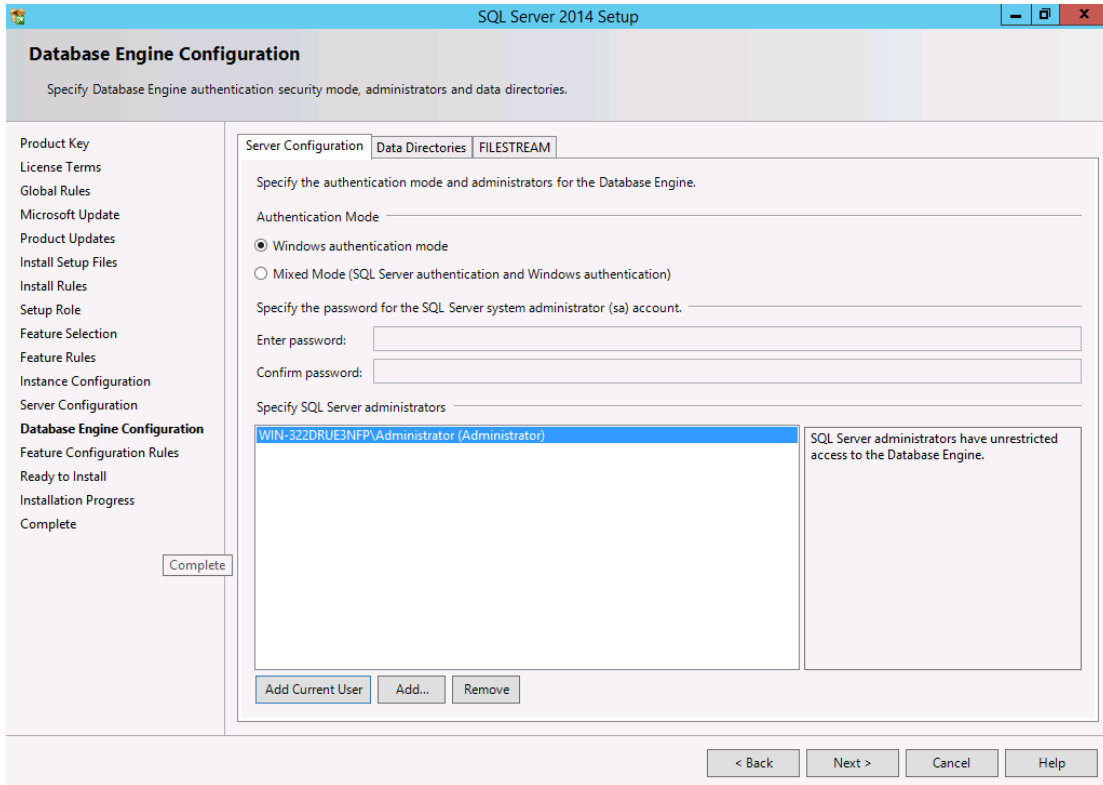 SQL Server 2014 Setup
Database Engine Configuration
Specify Database Engine authentication security mode, administrators and data directories.
Product Key
License Terms
Global Rules
Microsoft Update
Product Updates
Install Setup Files
Install Rules
Setup Role
Feature Selection
Feature Rules
Instance Configuration
Server Configuration
Database Engine Configuration
Feature Configuration Rules
Ready to Install
Installation Progress
Complete
Complete
Server Configuration Data Directories FILESTREAM
Specify the authentication mode and administrators for the Database Engine.
Authentication Mode
Windows authentication mode
Mixed Mode (SQL Server authentication and Windows authentication)
Specify the password for the SQL Server system administrator (sa) account.
Enter password:
Confirm password:
Specify SQL Server administrators
WIN-322DRUE3NFP\Administrator (Administrator)
SQL Server administrators have unrestricted
access to the Database Engine.
Add Current User Add... Remove
< Back Next > Cancel Help